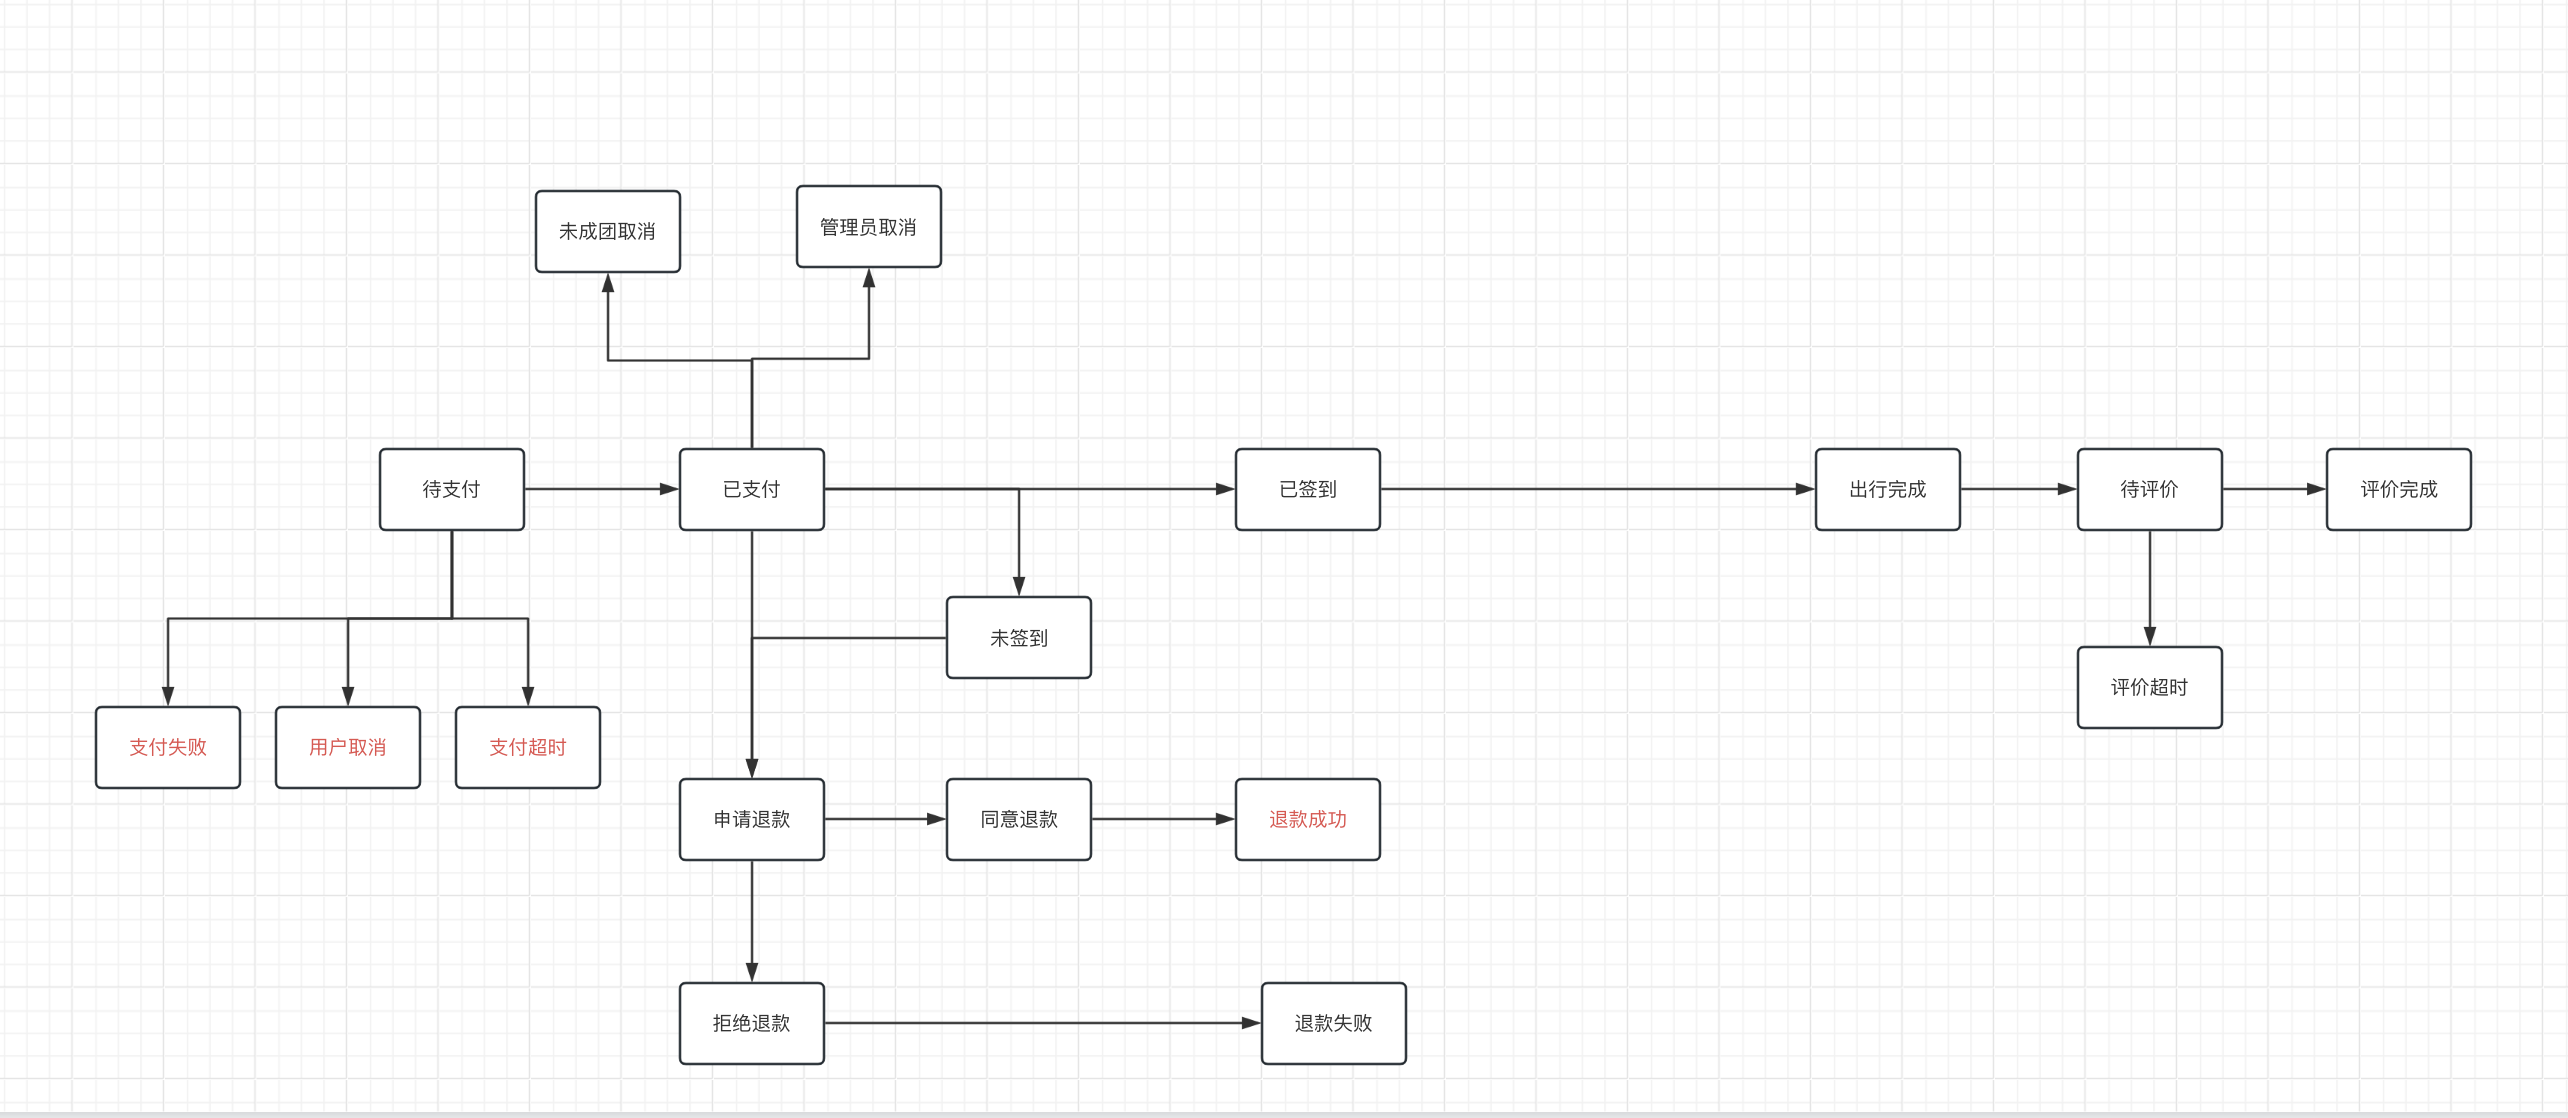 未成团取消
管理员取消
待支付
已支付
已签到
出行完成
待评价
评价完成
未签到
评价超时
支付失败
用户取消
支付超时
申请退款
同意退款
退款成功
拒绝退款
退款失败